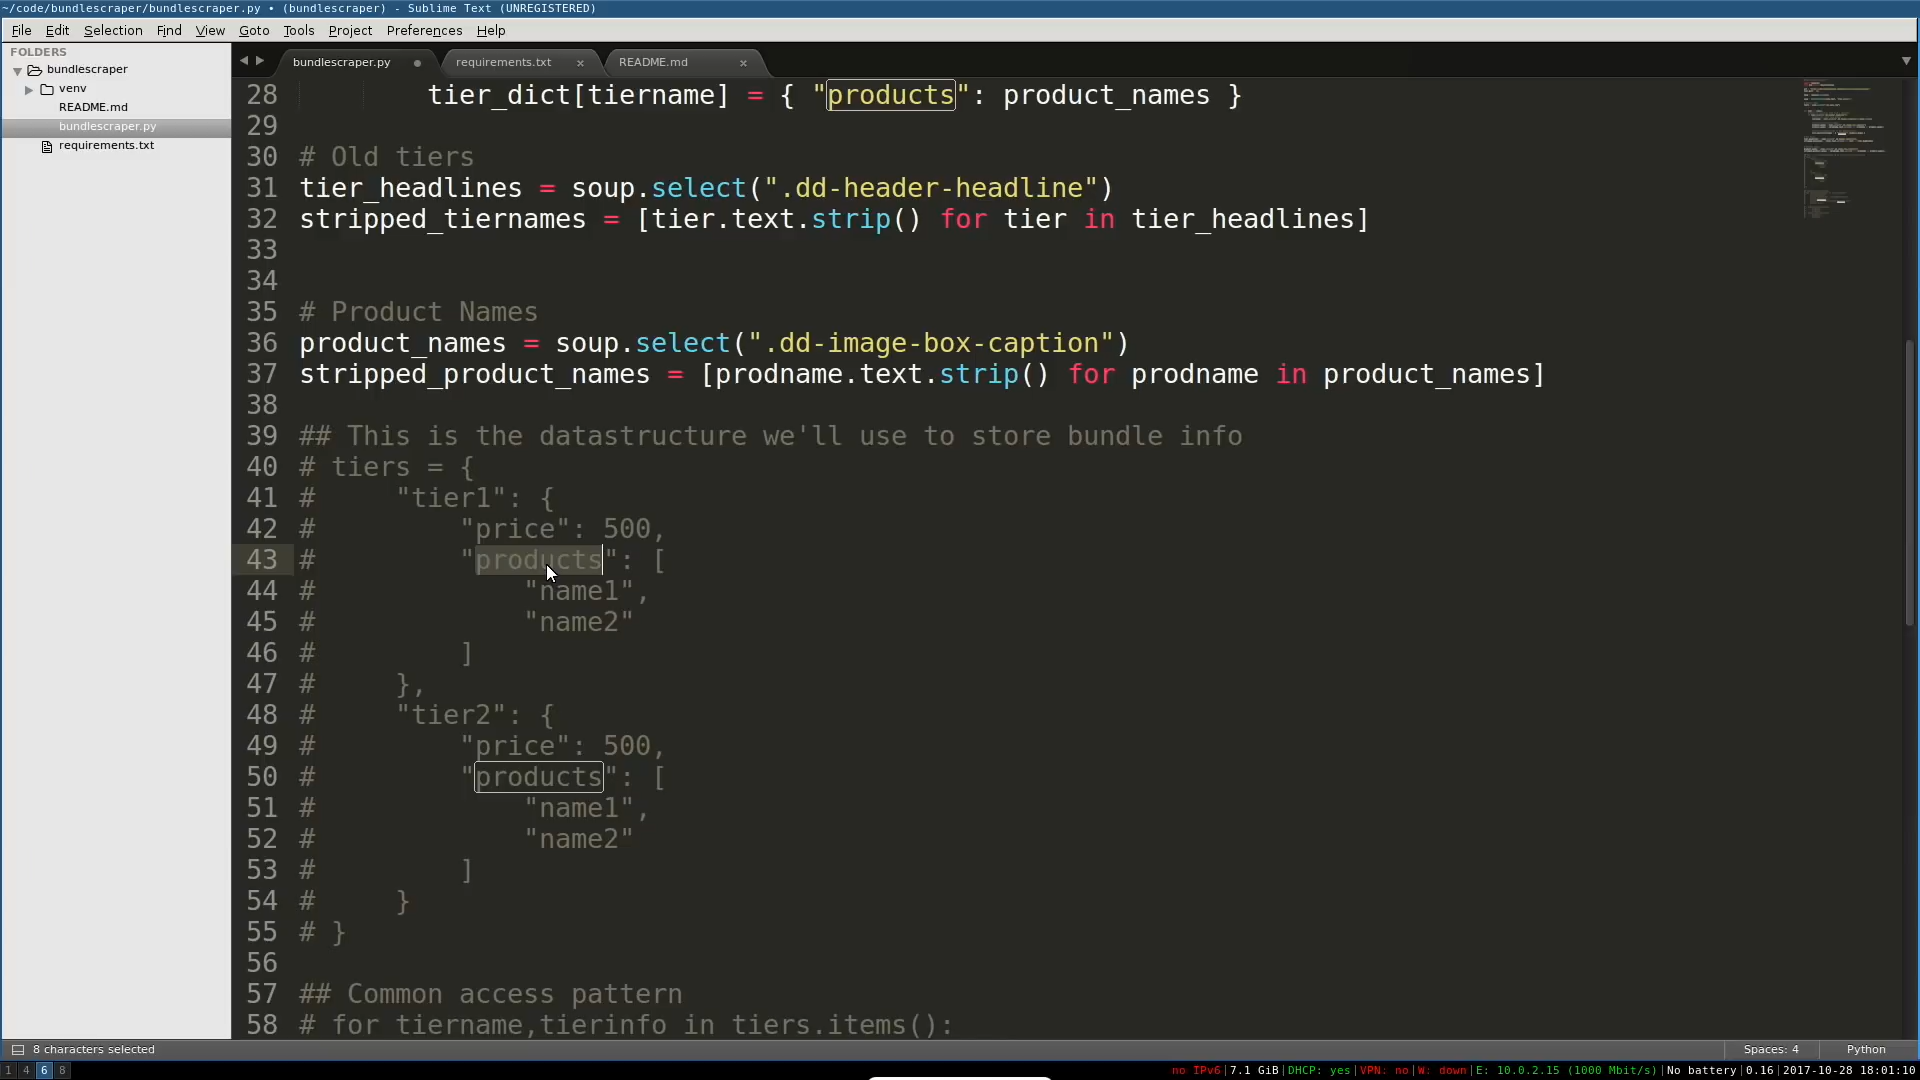 ~/code/bundlescraper/bundlescraper.py • (bundlescraper) - Sublime Text (UNREGISTERED)
File Edit Selection Find View Goto Tools Project Preferences Help
FOLDERS
bundlescraper
venv
README.md
bundlescraper.py
requirements.txt
bundlescraper.py requirements.txt README.md
28         tier_dict[tiername] = { "products": product_names }
29
30 # Old tiers
31 tier_headlines = soup.select(".dd-header-headline")
32 stripped_tiernames = [tier.text.strip() for tier in tier_headlines]
33
34
35 # Product Names
36 product_names = soup.select(".dd-image-box-caption")
37 stripped_product_names = [prodname.text.strip() for prodname in product_names]
38
39 ## This is the datastructure we'll use to store bundle info
40 # tiers = {
41 #     "tier1": {
42 #         "price": 500,
43 #         "products": [
44 #             "name1",
45 #             "name2"
46 #         ]
47 #     },
48 #     "tier2": {
49 #         "price": 500,
50 #         "products": [
51 #             "name1",
52 #             "name2"
53 #         ]
54 #     }
55 # }
56
57 ## Common access pattern
58 # for tiername,tierinfo in tiers.items():
8 characters selected Spaces: 4 Python
1 4 6 8 no IPv6|7.1 GiB|DHCP: yes|VPN: no|W: down|E: 10.0.2.15 (1000 Mbit/s)|No battery|0.16|2017-10-28 18:01:10